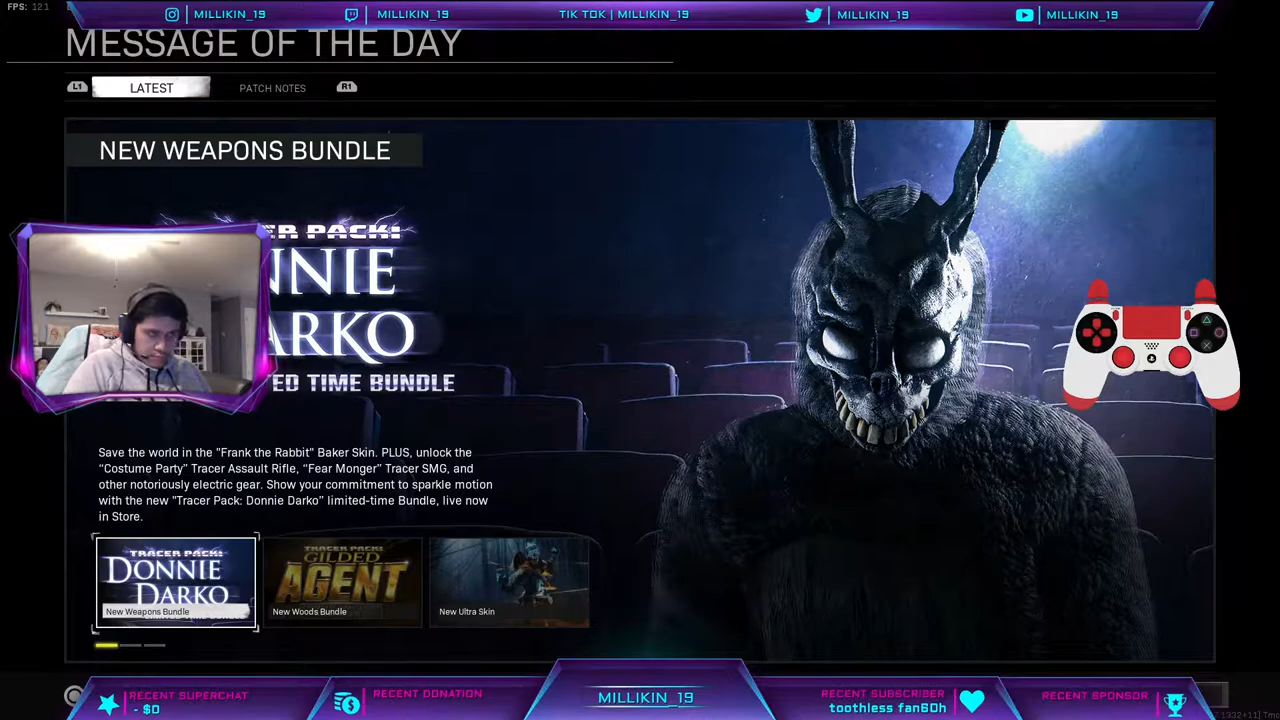 FPS: 121
MILLIKIN_19
MILLIKIN_19
TIK TOK | MILLIKIN_19
MILLIKIN_19
MILLIKIN_19
MESSAGE OF THE DAY
L1
LATEST
PATCH NOTES
R1
NEW WEAPONS BUNDLE
ER PACK:
NNIE
ARKO
ED TIME BUNDLE
Save the world in the "Frank the Rabbit" Baker Skin. PLUS, unlock the
“Costume Party” Tracer Assault Rifle, “Fear Monger” Tracer SMG, and
other notoriously electric gear. Show your commitment to sparkle motion
with the new "Tracer Pack: Donnie Darko" limited-time Bundle, live now
in Store.
TRACER PACK:
DONNIE
DARKO
New Weapons Bundle
TRACER PACK:
GILDED
AGENT
New Woods Bundle
New Ultra Skin
RECENT SUPERCHAT
- $0
RECENT DONATION
MILLIKIN_19
RECENT SUBSCRIBER
toothless fan60h
RECENT SPONSOR